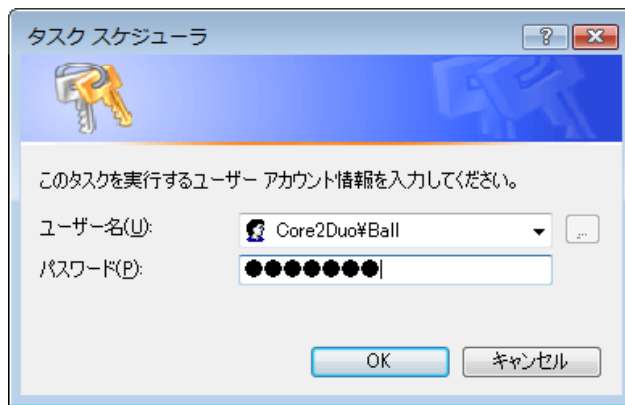 タスク スケジューラ
このタスクを実行するユーザー アカウント情報を入力してください。
ユーザー名(U):
Core2Duo¥Ball
...
パスワード(P):
●●●●●●●
OK
キャンセル